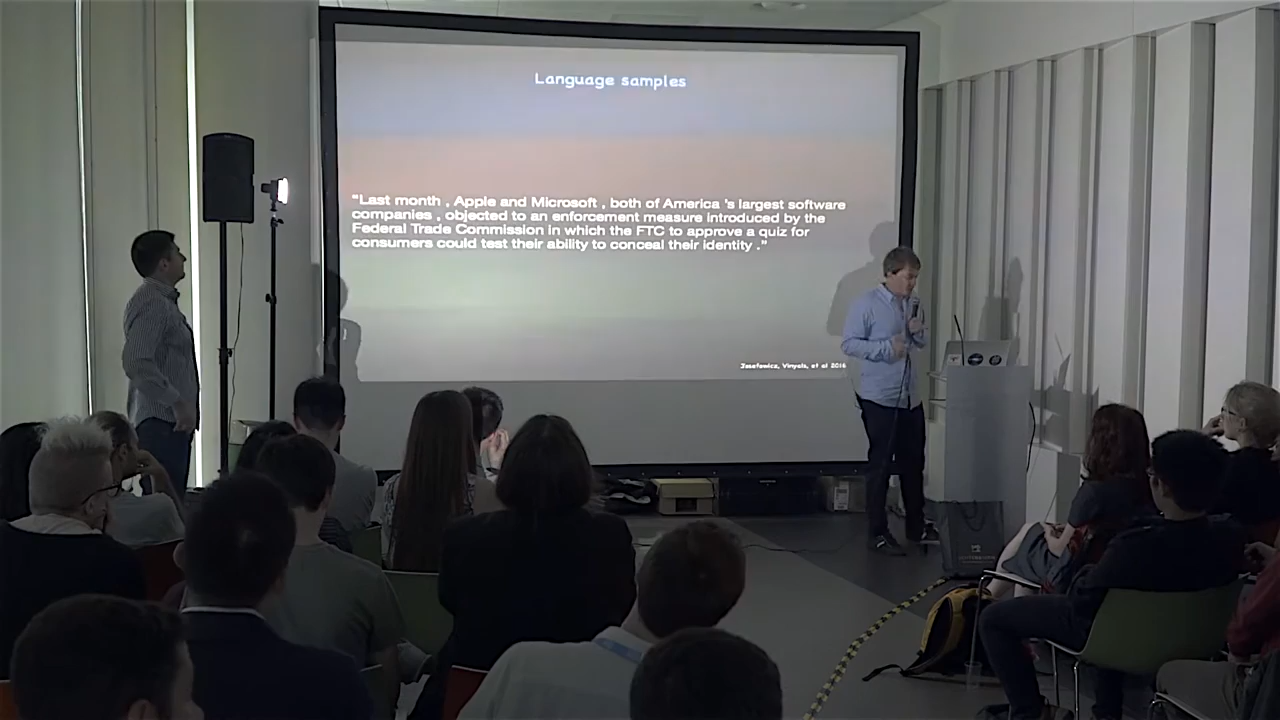 Language samples
"Last month , Apple and Microsoft , both of America 's largest software
companies , objected to an enforcement measure introduced by the
Federal Trade Commission in which the FTC to approve a quiz for
consumers could test their ability to conceal their identity ."
Jozefowicz, Vinyals, et al 2016